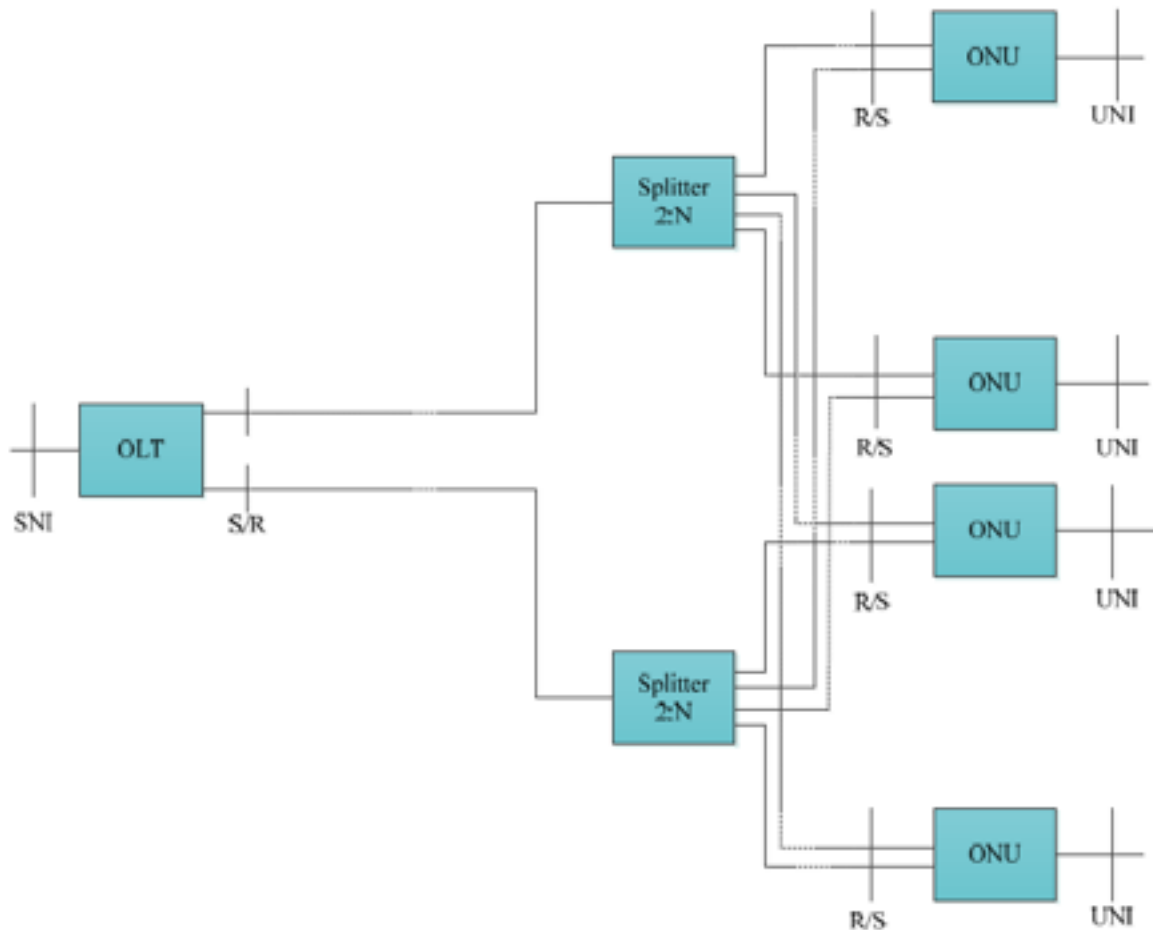 ONU
R/S
UNI
Splitter
2:N
ONU
R/S
UNI
OLT
SNI
S/R
ONU
R/S
UNI
Splitter
2:N
ONU
R/S
UNI